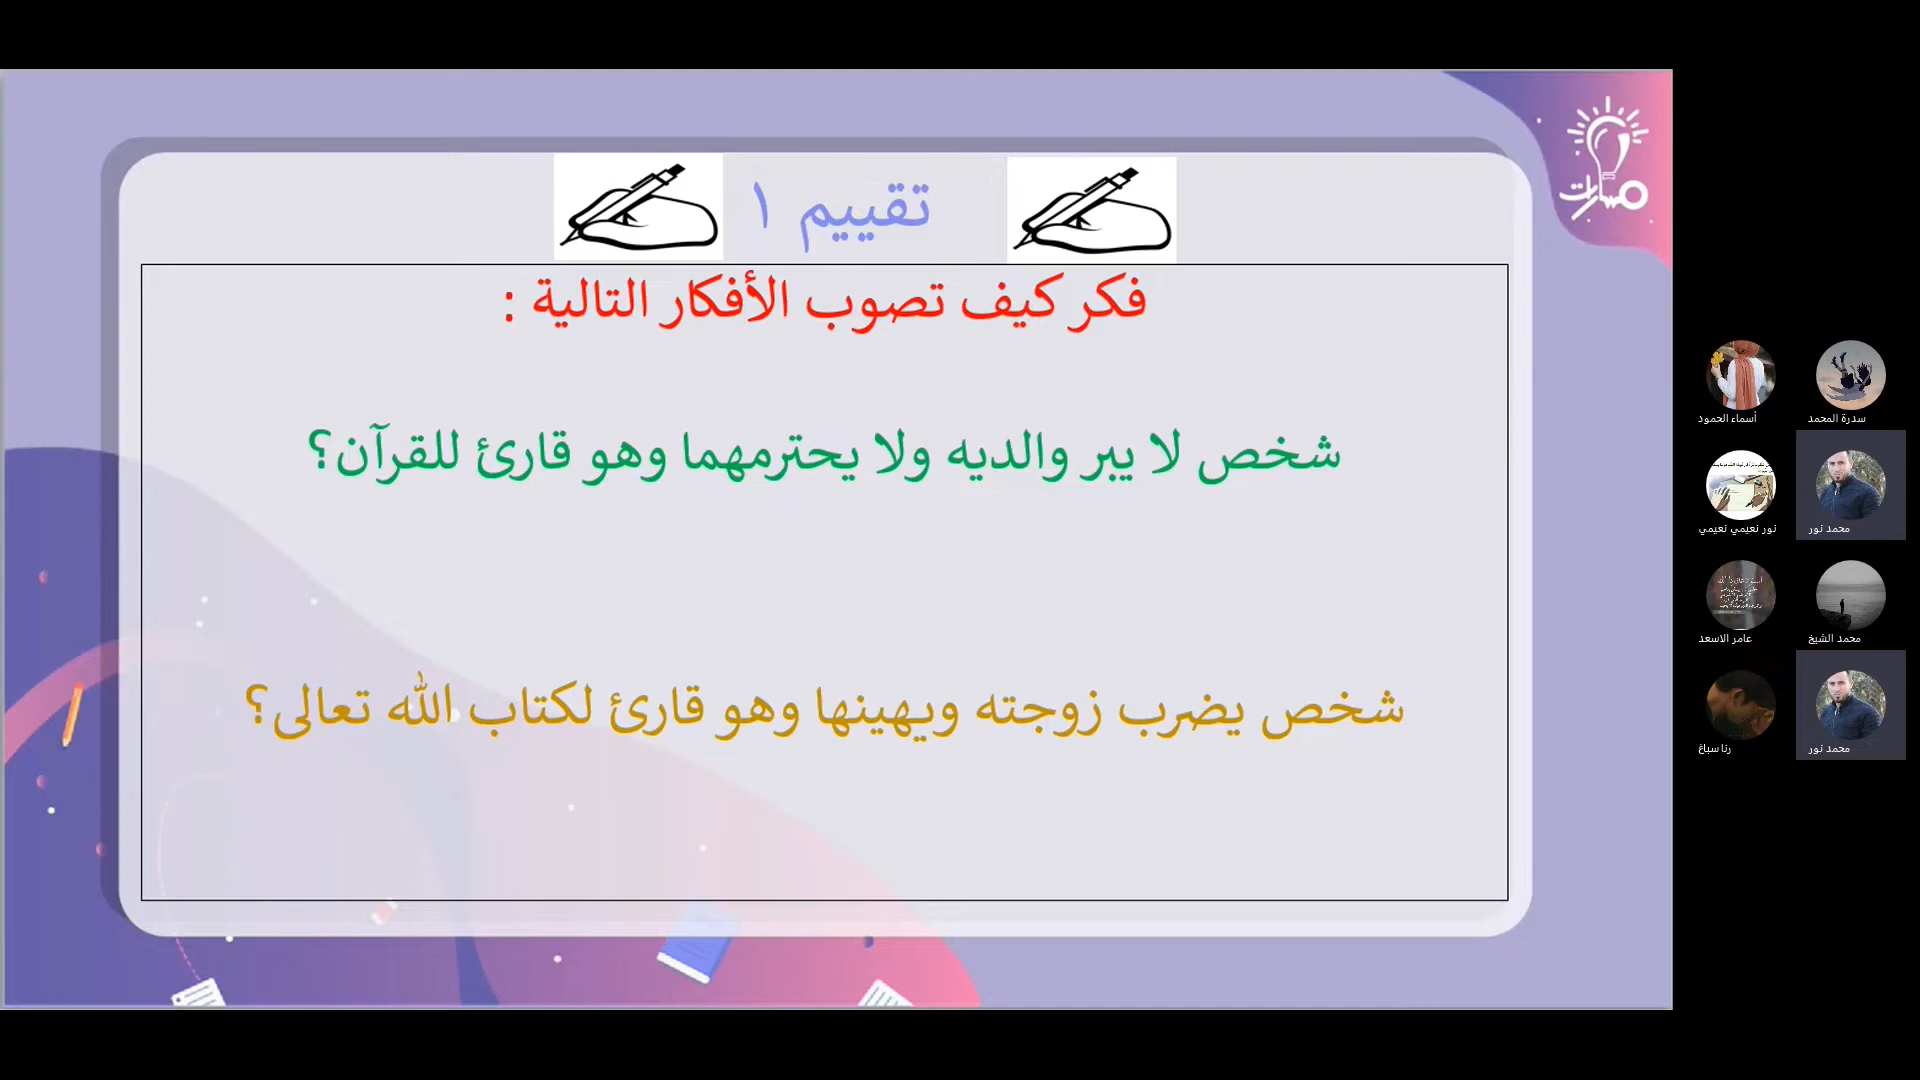 مسارات
تقييم ١
فكر كيف تصوب الأفكار التالية :
شخص لا يبر والديه ولا يحترمهما وهو قارئ للقرآن؟
شخص يضرب زوجته ويهينها وهو قارئ لكتاب الله تعالى؟
سدرة المحمد
أسماء الحمود
محمد نور
نور نعيمي نعيمي
محمد الشيخ
عامر الاسعد
محمد نور
رنا سباغ